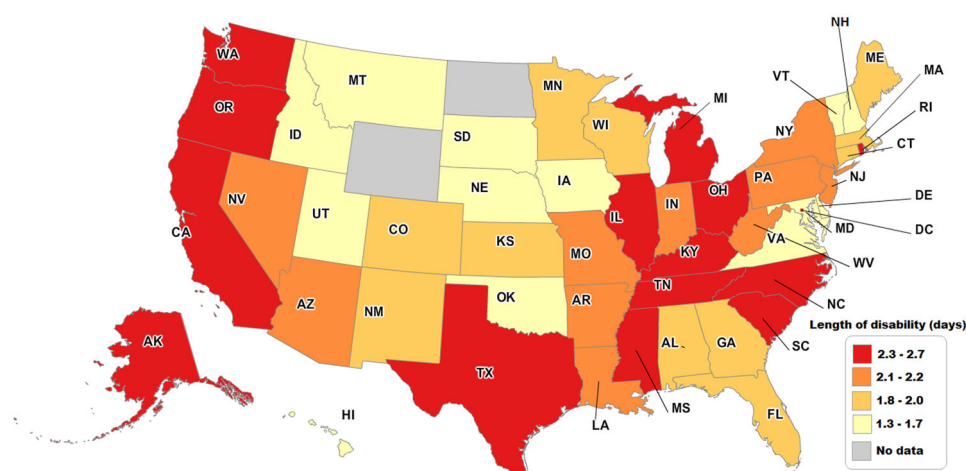 NH
WA
ME
MT
VT
MA
MN
OR
MI
RI
NY
ID
WI
SD
CT
PA
NJ
NE
IA
OH
DE
NV
IL
IN
UT
MD
CA
CO
VA
DC
KS
MO
KY
WV
TN
OK
AR
NC
AZ
NM
Length of disability (days)
AK
AL
GA
SC
2.3 - 2.7
TX
2.1 - 2.2
1.8 - 2.0
HI
MS
FL
LA
1.3 - 1.7
No data